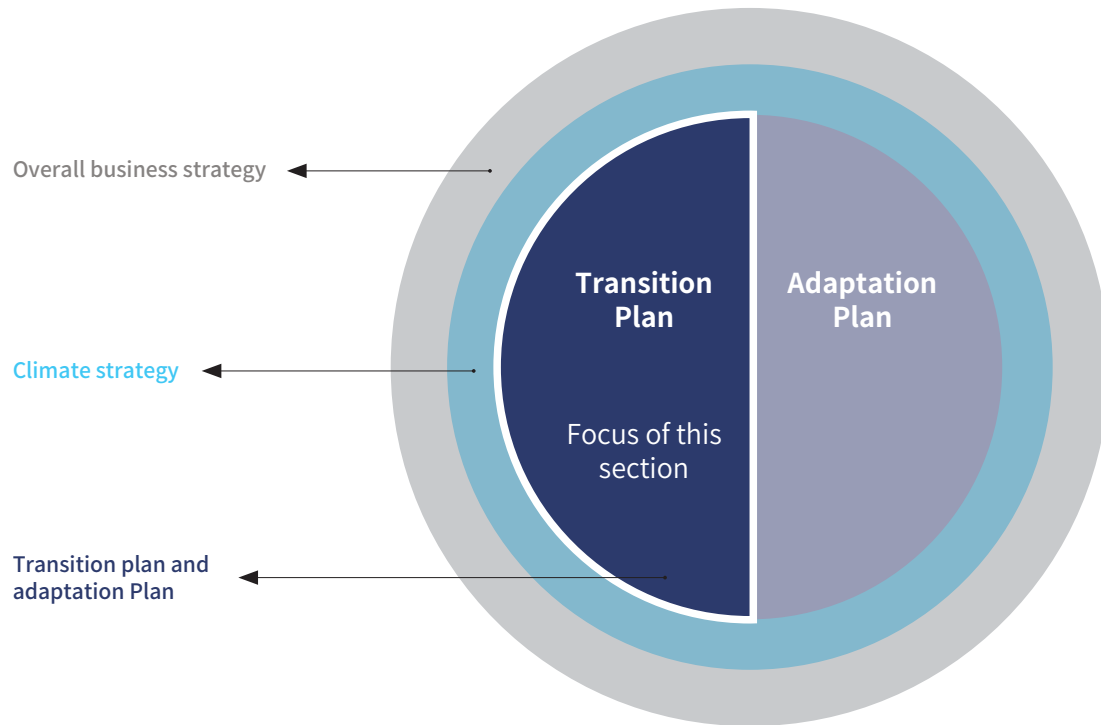 Overall business strategy
Transition
Plan
Adaptation
Plan
Climate strategy
Focus of this
section
Transition plan and
adaptation Plan